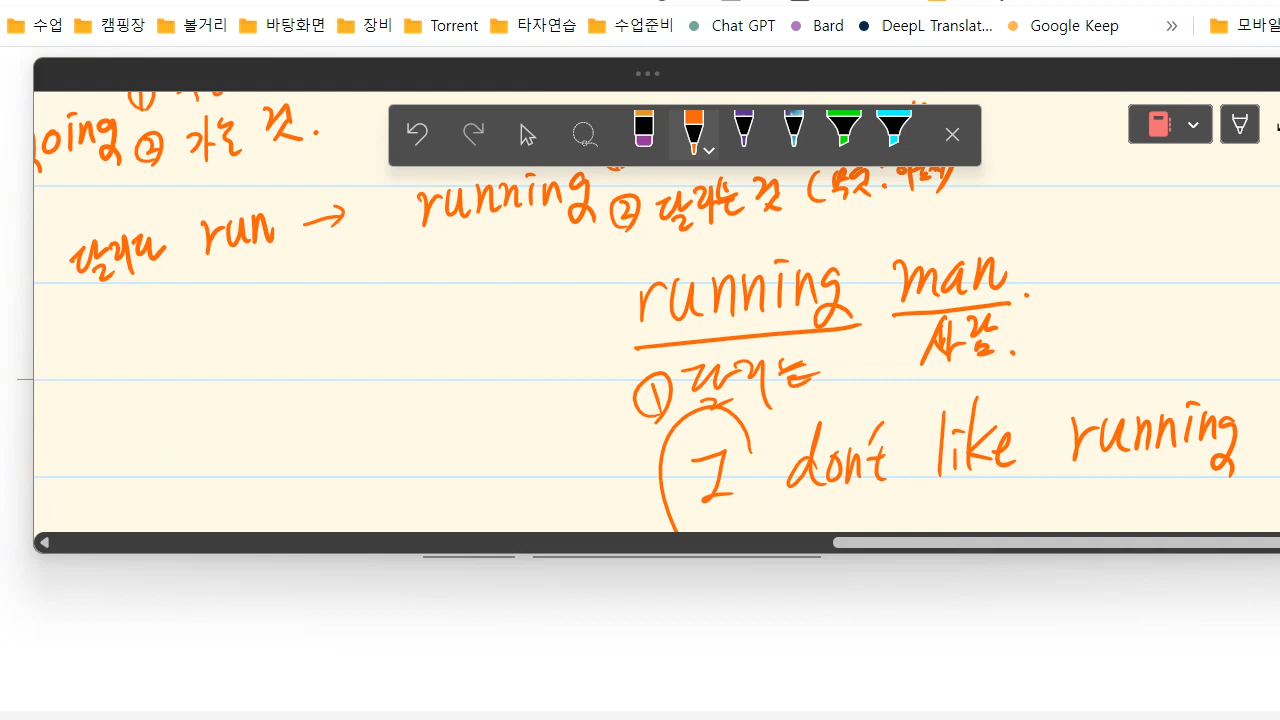 수업 캠핑장 볼거리 바탕화면 장비 Torrent 타자연습 수업준비 Chat GPT Bard DeepL Translat... Google Keep » 모바일
①
going ② 가는 것.
running ② 달리는 것
달리다 run →
running man.
① 달리는 사람.
I don't like running